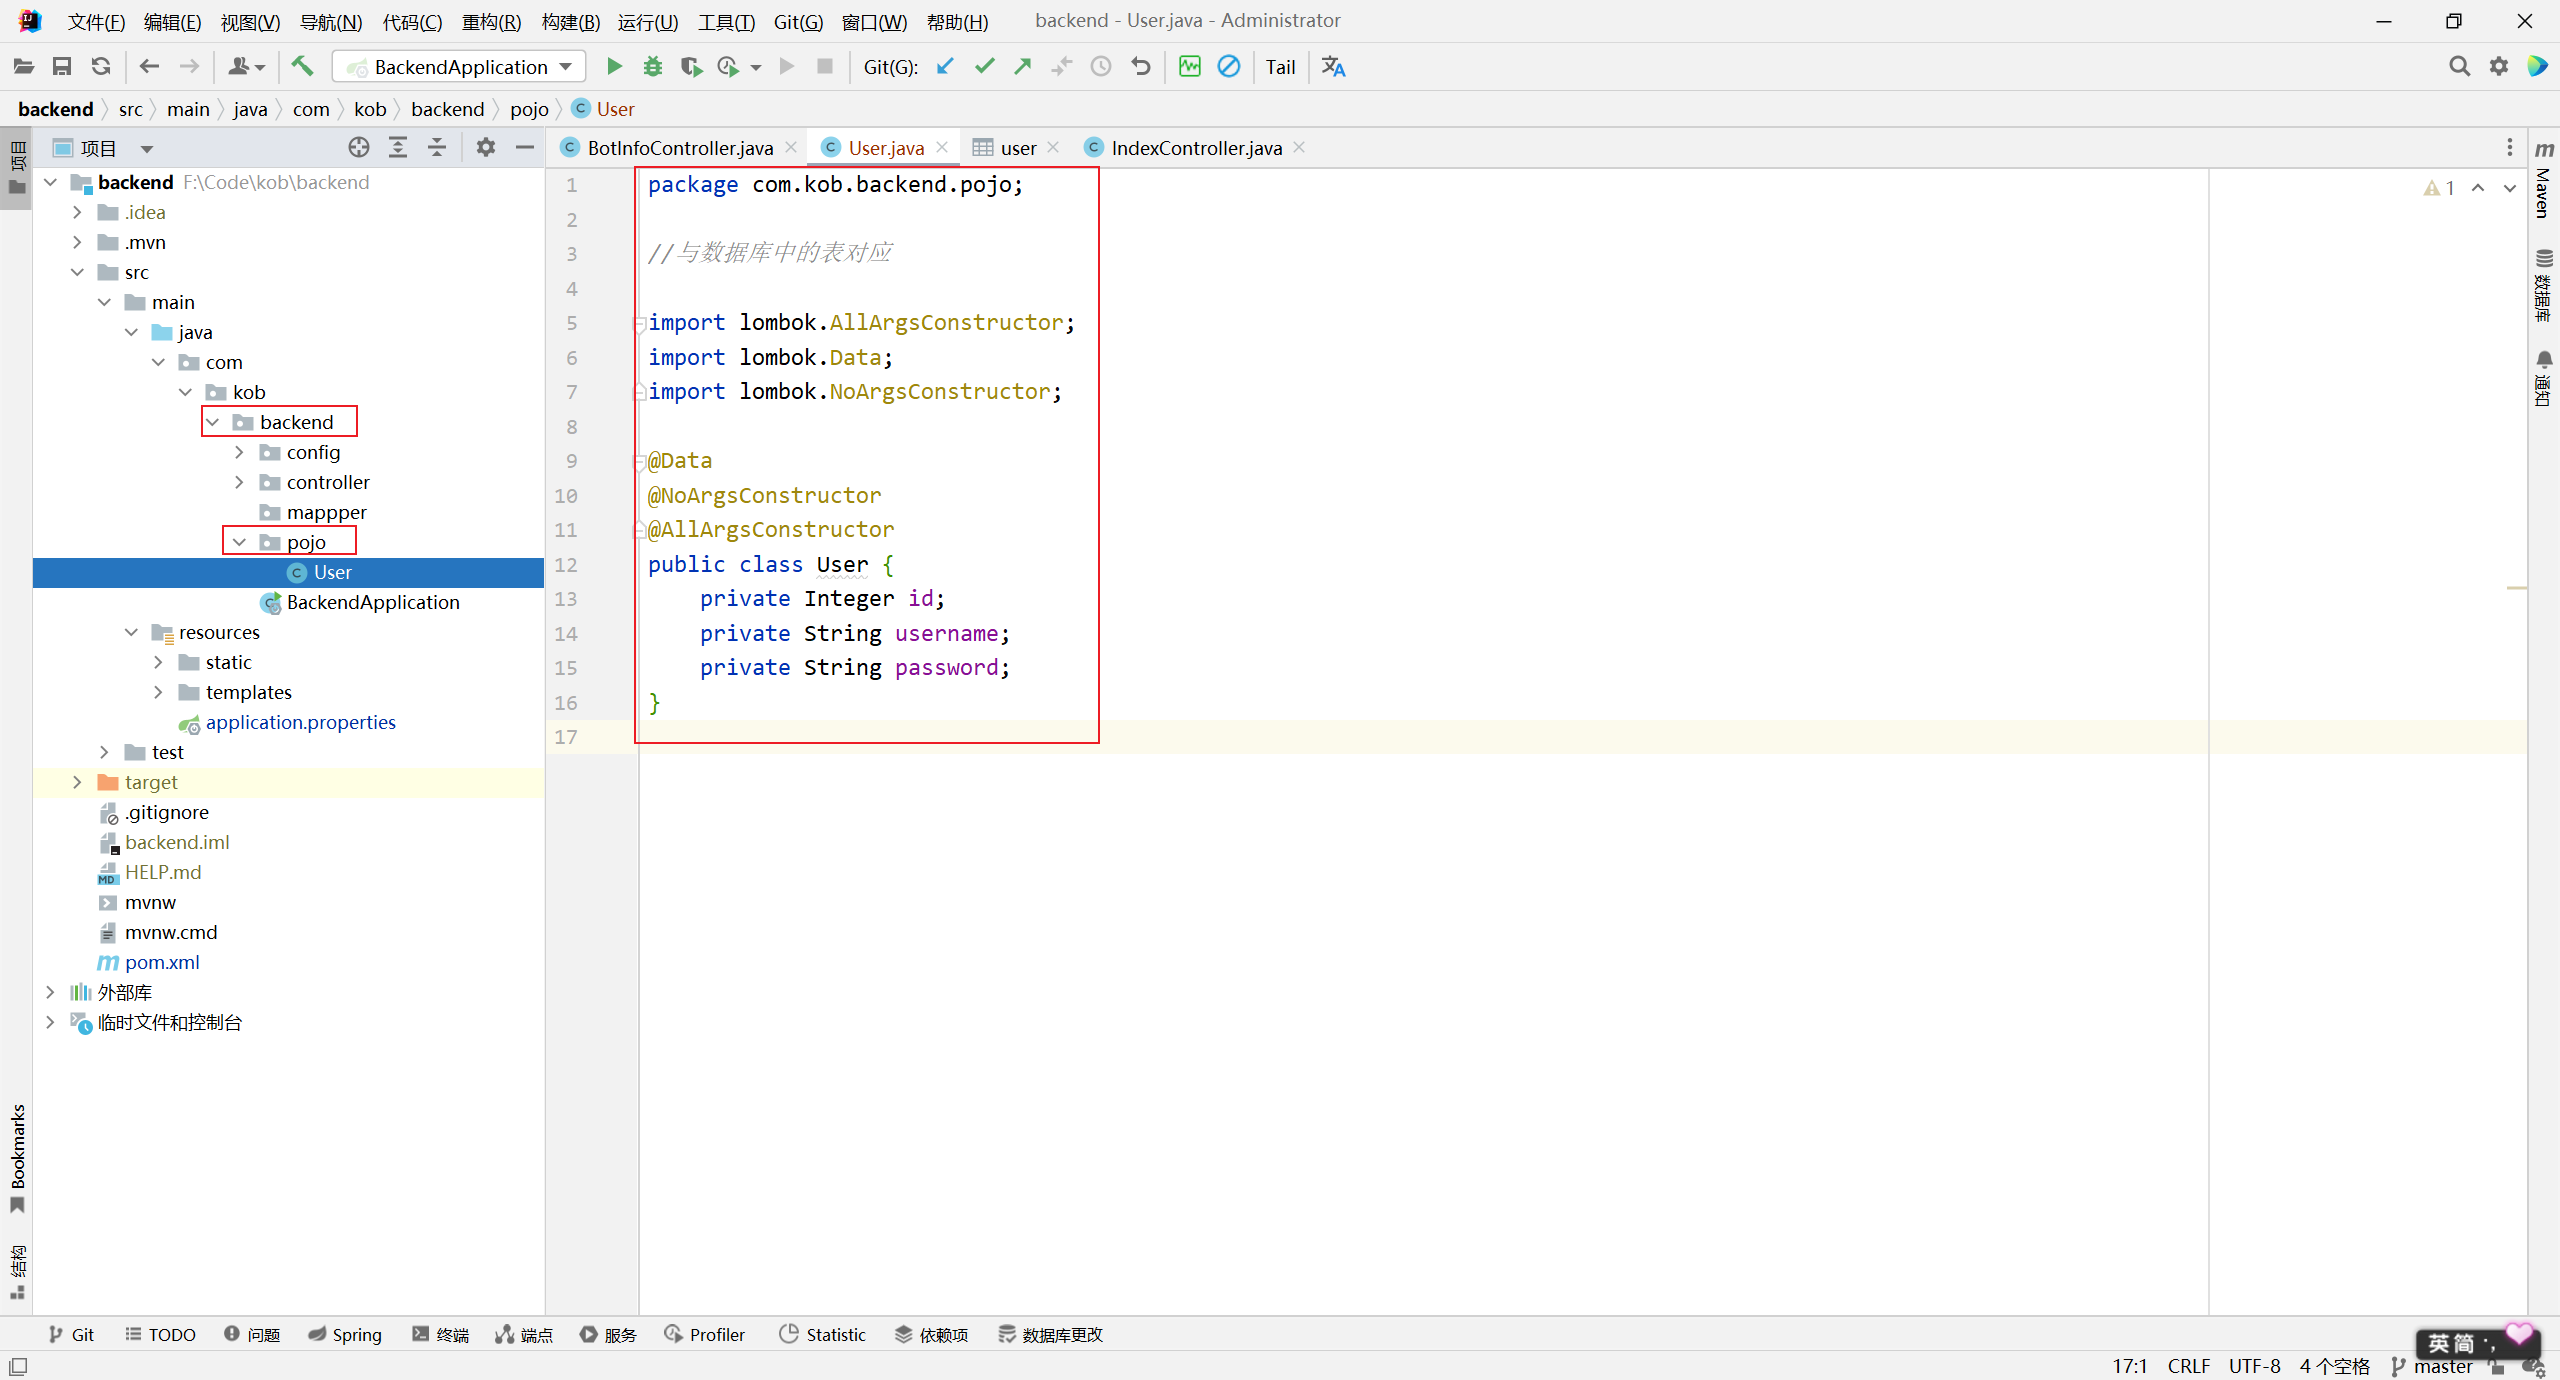 文件(F) 编辑(E) 视图(V) 导航(N) 代码(C) 重构(R) 构建(B) 运行(U) 工具(T) Git(G) 窗口(W) 帮助(H) backend - User.java - Administrator
BackendApplication Git(G): Tail
backend src main java com kob backend pojo User
项目
BotInfoController.java User.java user IndexController.java
backend F:\Code\kob\backend
.idea
.mvn
src
main
java
com
kob
backend
config
controller
mappper
pojo
User
BackendApplication
resources
static
templates
application.properties
test
target
.gitignore
backend.iml
HELP.md
mvnw
mvnw.cmd
pom.xml
外部库
临时文件和控制台
1 package com.kob.backend.pojo;
2
3 //与数据库中的表对应
4
5 import lombok.AllArgsConstructor;
6 import lombok.Data;
7 import lombok.NoArgsConstructor;
8
9 @Data
10 @NoArgsConstructor
11 @AllArgsConstructor
12 public class User {
13 private Integer id;
14 private String username;
15 private String password;
16 }
17
1
项目
Bookmarks
结构
Maven
数据库
通知
Git TODO 问题 Spring 终端 端点 服务 Profiler Statistic 依赖项 数据库更改
英 简 ;
17:1 CRLF UTF-8 4 个空格 master